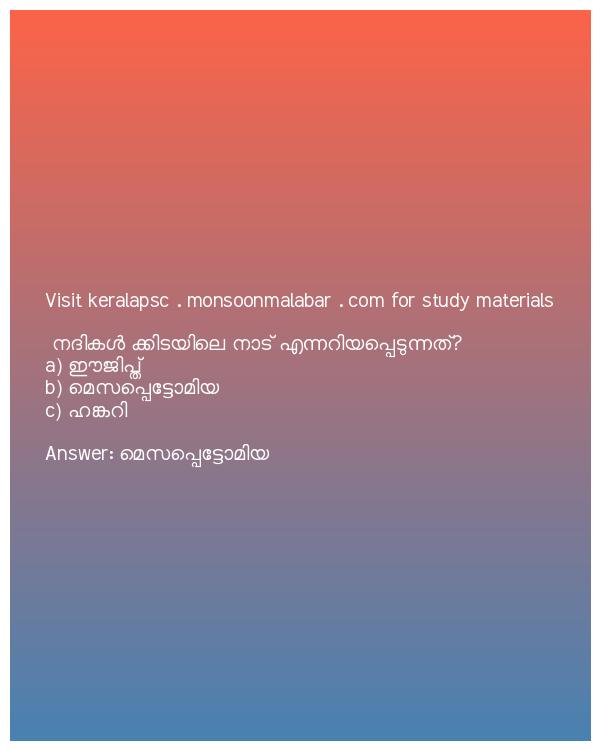 Visit keralapsc . monsoonmalabar . com for study materials
നദികൾ ക്കിടയിലെ നാട് എന്നറിയപ്പെടുന്നത്?
a) ഈജിപ്ത്
b) മെസപ്പെട്ടോമിയ
c) ഹങ്കറി
Answer: മെസപ്പെട്ടോമിയ